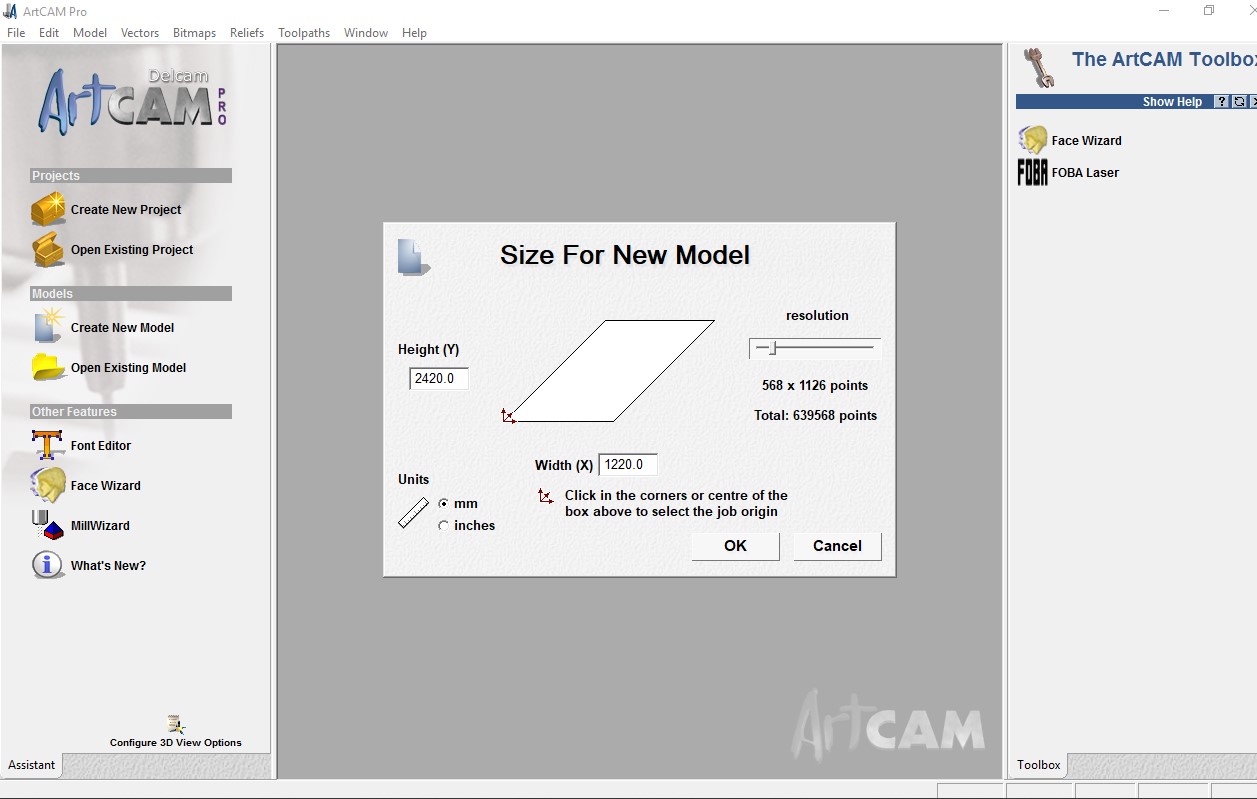 ArtCAM Pro
File Edit Model Vectors Bitmaps Reliefs Toolpaths Window Help
Delcam
ArtCAM
PRO
Projects
Create New Project
Open Existing Project
Models
Create New Model
Open Existing Model
Other Features
Font Editor
Face Wizard
MillWizard
What's New?
Configure 3D View Options
Assistant
Size For New Model
Height (Y)
2420.0
resolution
568 x 1126 points
Total: 639568 points
Width (X) 1220.0
Units
mm
inches
Click in the corners or centre of the
box above to select the job origin
OK Cancel
ArtCAM
The ArtCAM Toolbo
Show Help ?
Face Wizard
FOBA FOBA Laser
Toolbox